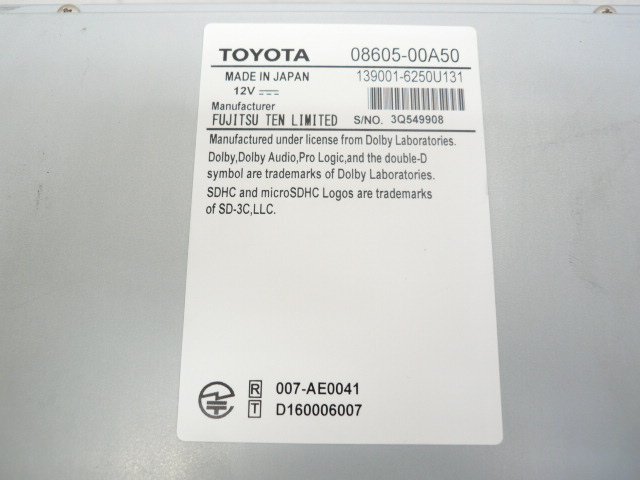 TOYOTA 08605-00A50
MADE IN JAPAN 139001-6250U131
12V
Manufacturer
FUJITSU TEN LIMITED S/NO. 3Q549908
Manufactured under license from Dolby Laboratories.
Dolby,Dolby Audio,Pro Logic,and the double-D
symbol are trademarks of Dolby Laboratories.
SDHC and microSDHC Logos are trademarks
of SD-3C,LLC.
R 007-AE0041
T D160006007